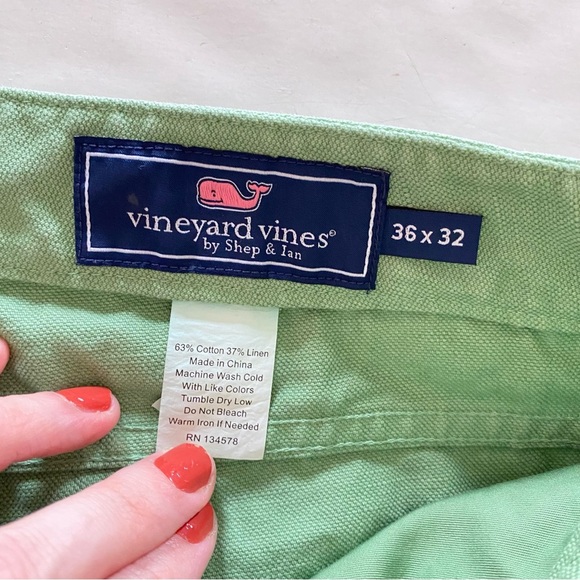 vineyard vines®
by Shep & Ian
36 x 32
63% Cotton 37% Linen
Made in China
Machine Wash Cold
With Like Colors
Tumble Dry Low
Do Not Bleach
Warm Iron If Needed
RN 134578